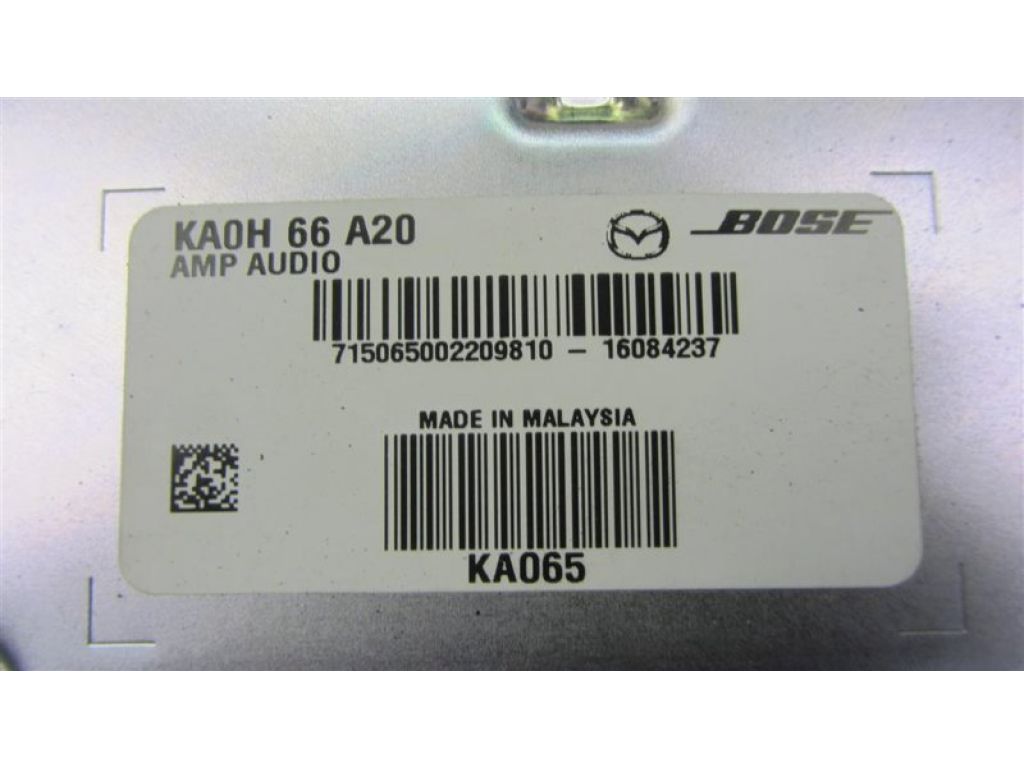 KA0H 66 A20 BOSE
AMP AUDIO
715065002209810 - 16084237
MADE IN MALAYSIA
KA065